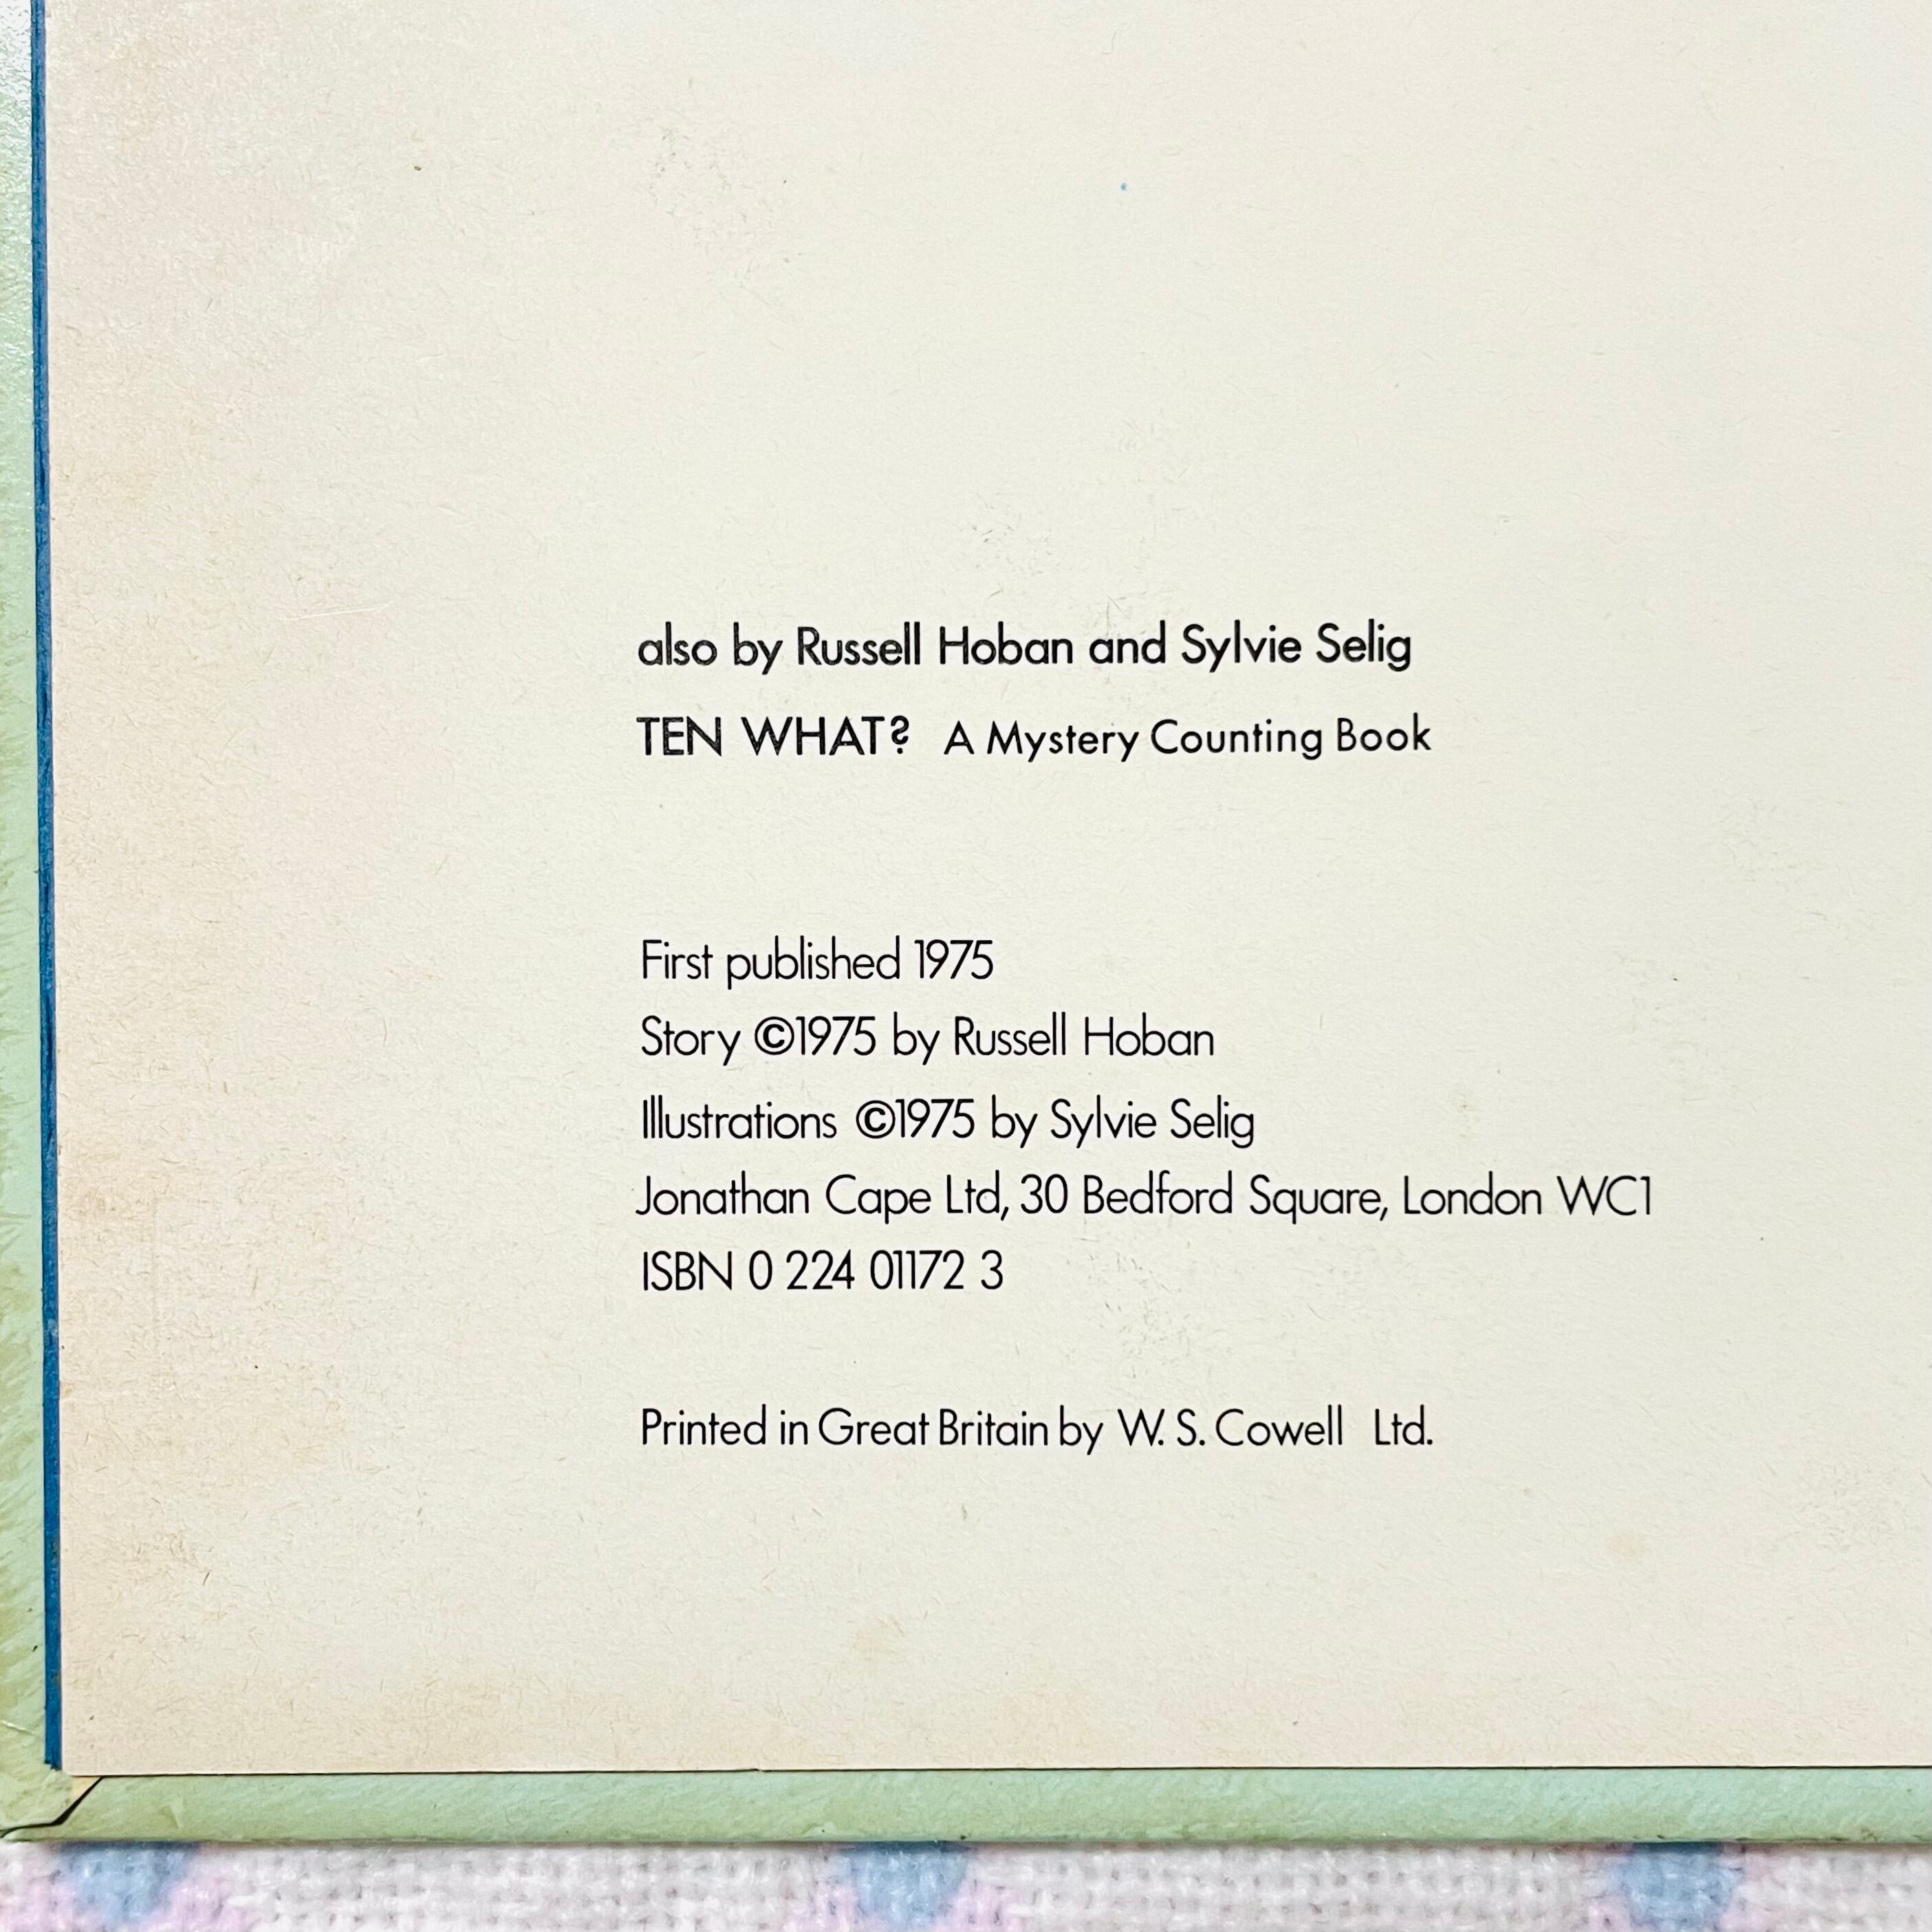 also by Russell Hoban and Sylvie Selig
TEN WHAT? A Mystery Counting Book
First published 1975
Story ©1975 by Russell Hoban
Illustrations ©1975 by Sylvie Selig
Jonathan Cape Ltd, 30 Bedford Square, London WC1
ISBN 0 224 01172 3
Printed in Great Britain by W. S. Cowell Ltd.